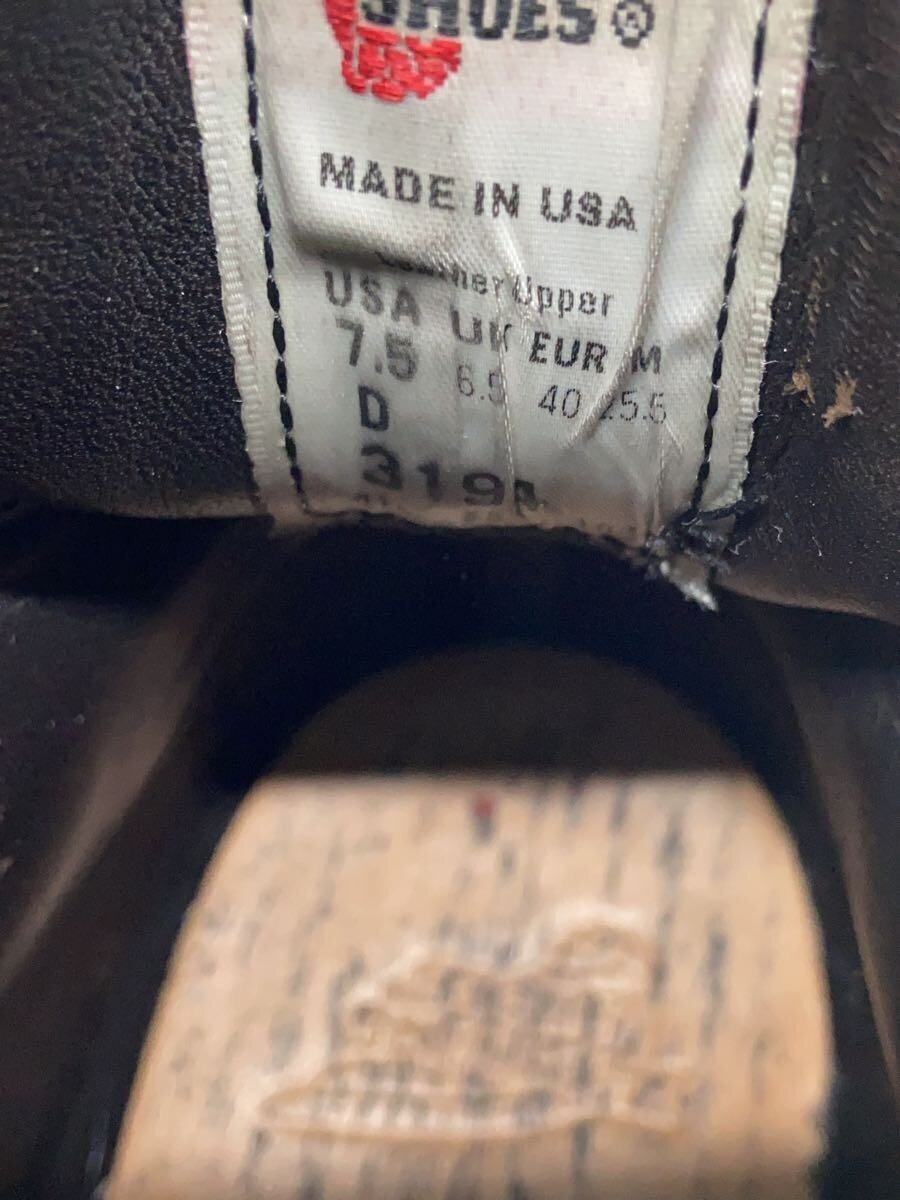 SHOES®
MADE IN USA
Leather Upper
USA UK EUR M
7.5 6.5 40 25.5
D
319